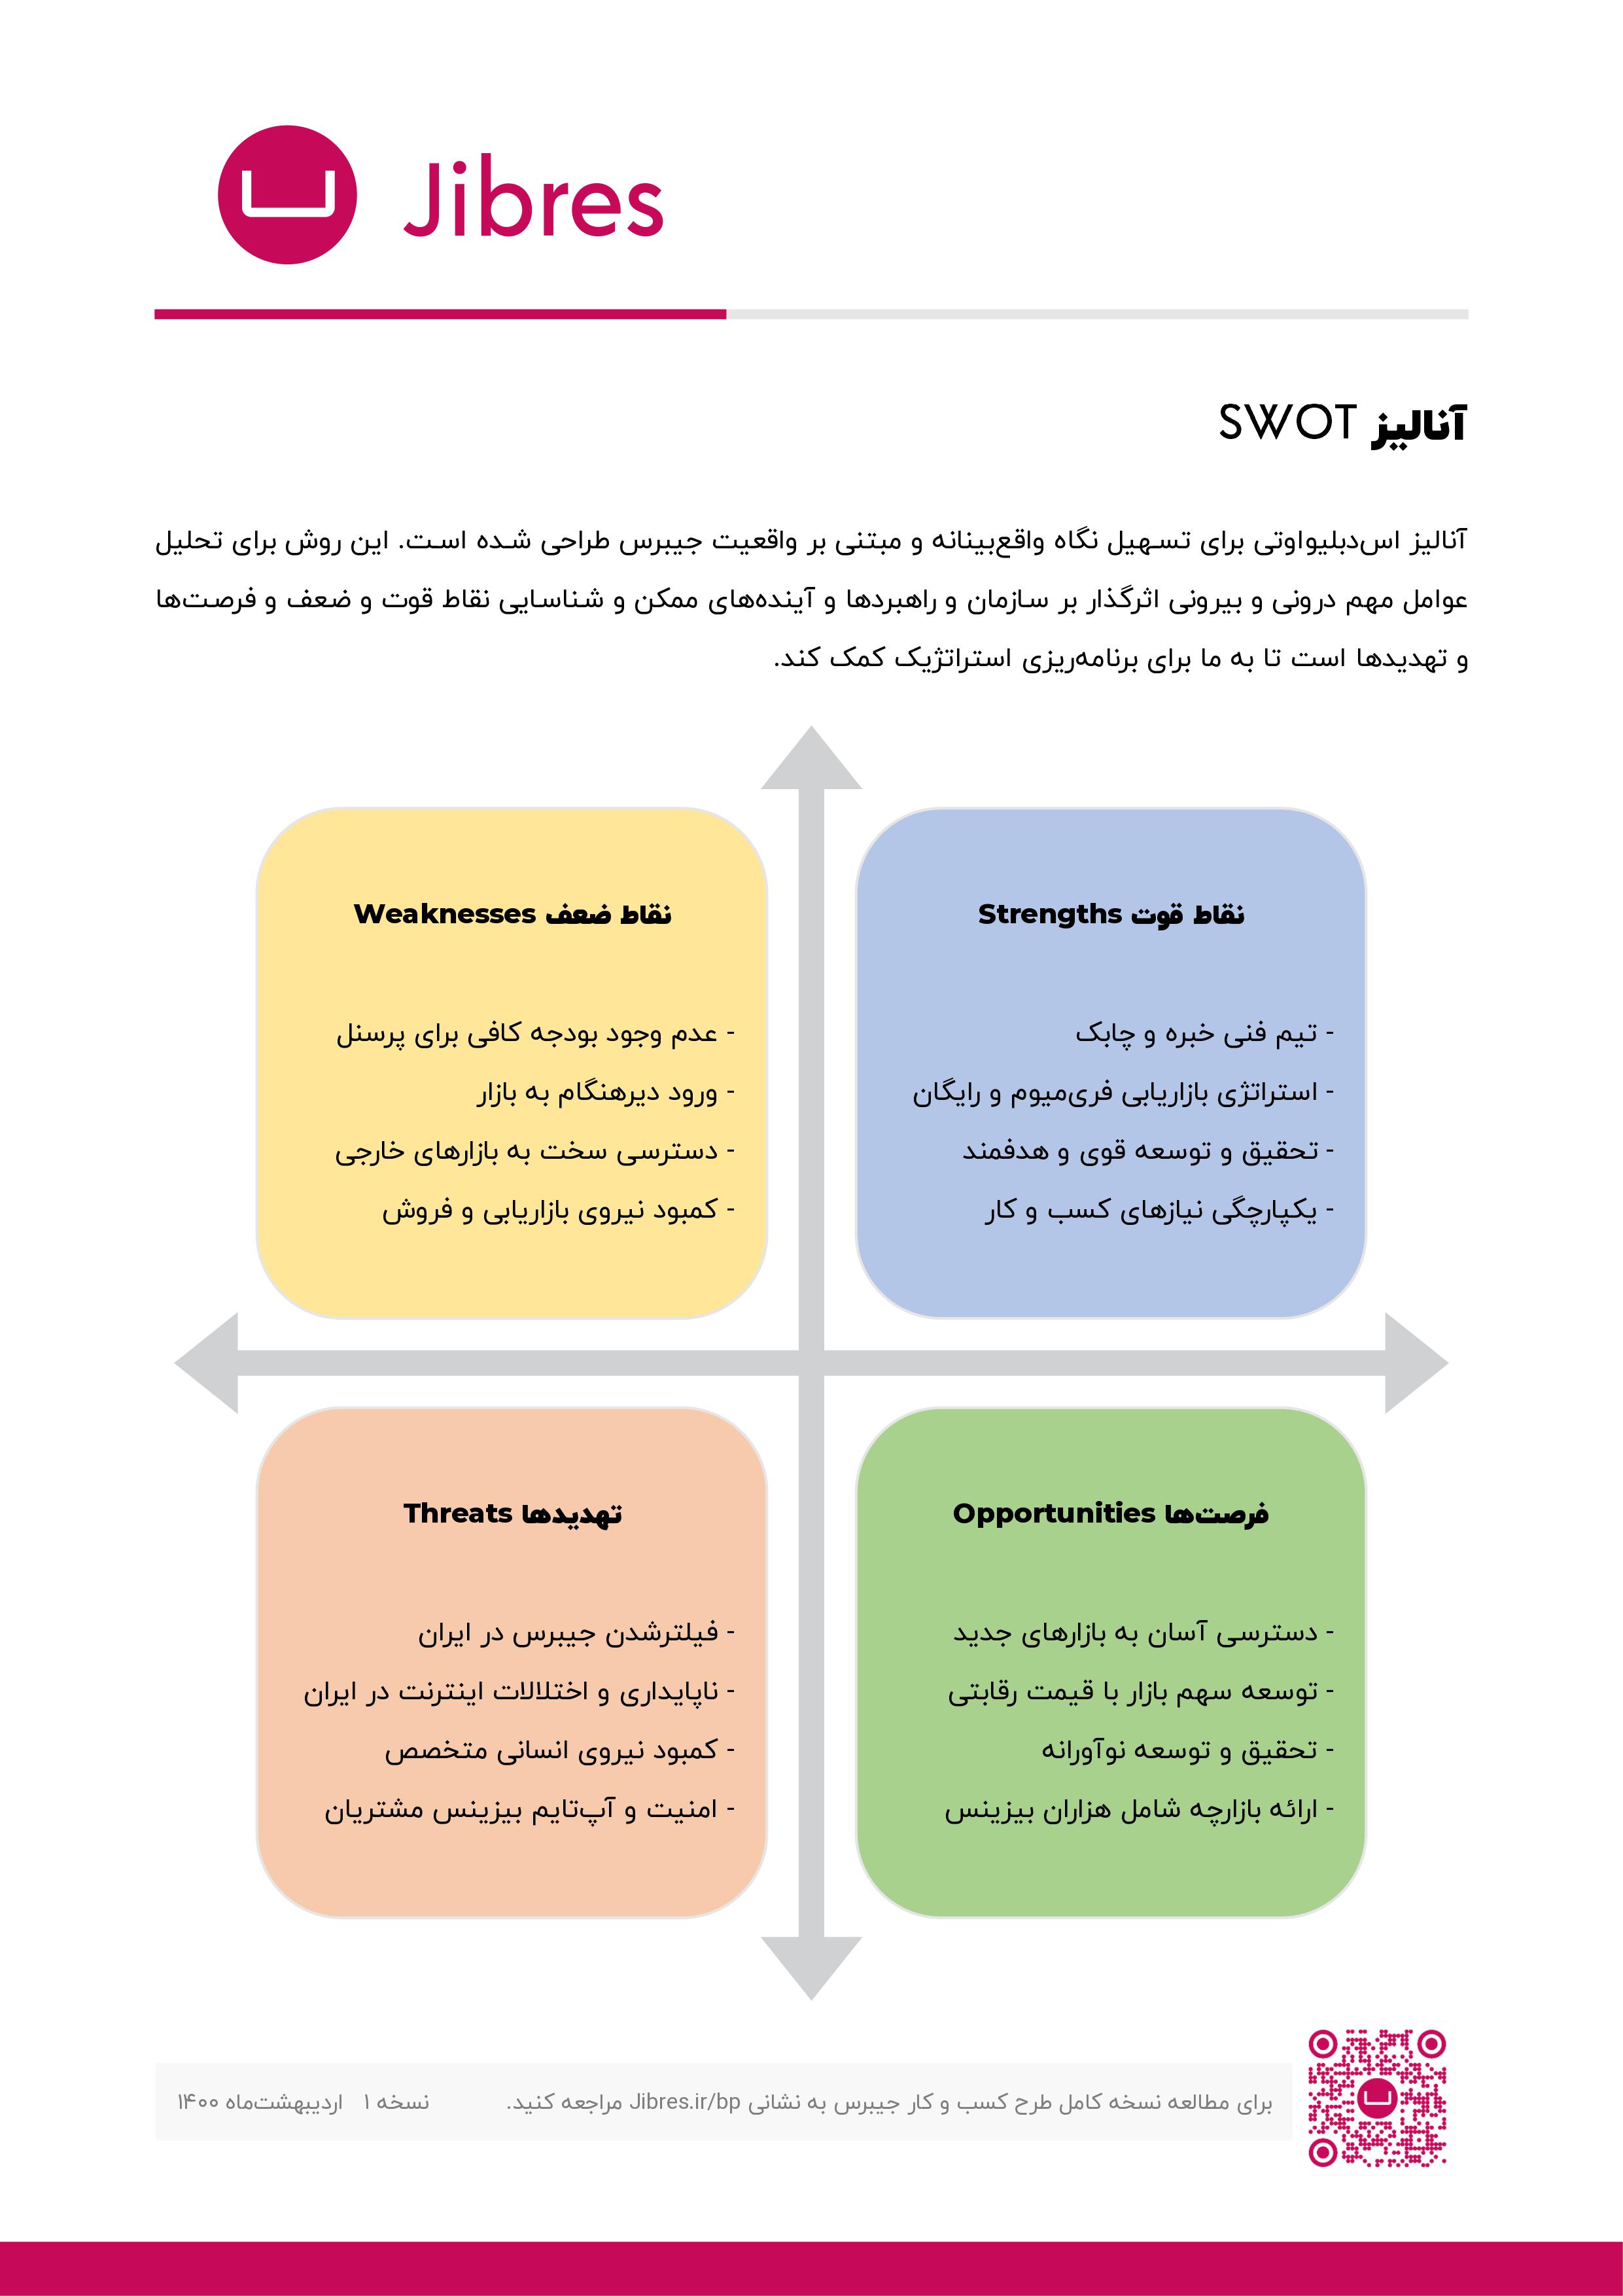 Jibres
آنالیز SWOT
آنالیز اس‌دبلیواوتی برای تسهیل نگاه واقع‌بینانه و مبتنی بر واقعیت جیبرس طراحی شده است. این روش برای تحلیل
عوامل مهم درونی و بیرونی اثرگذار بر سازمان و راهبردها و آینده‌های ممکن و شناسایی نقاط قوت و ضعف و فرصت‌ها
و تهدیدها است تا به ما برای برنامه‌ریزی استراتژیک کمک کند.
نقاط قوت Strengths
- تیم فنی خبره و چابک
- استراتژی بازاریابی فری‌میوم و رایگان
- تحقیق و توسعه قوی و هدفمند
- یکپارچگی نیازهای کسب و کار
نقاط ضعف Weaknesses
- عدم وجود بودجه کافی برای پرسنل
- ورود دیرهنگام به بازار
- دسترسی سخت به بازارهای خارجی
- کمبود نیروی بازاریابی و فروش
فرصت‌ها Opportunities
- دسترسی آسان به بازارهای جدید
- توسعه سهم بازار با قیمت رقابتی
- تحقیق و توسعه نوآورانه
- ارائه بازارچه شامل هزاران بیزینس
تهدیدها Threats
- فیلترشدن جیبرس در ایران
- ناپایداری و اختلالات اینترنت در ایران
- کمبود نیروی انسانی متخصص
- امنیت و آپ‌تایم بیزینس مشتریان
برای مطالعه نسخه کامل طرح کسب و کار جیبرس به نشانی Jibres.ir/bp مراجعه کنید. نسخه ۱ اردیبهشت‌ماه ۱۴۰۰